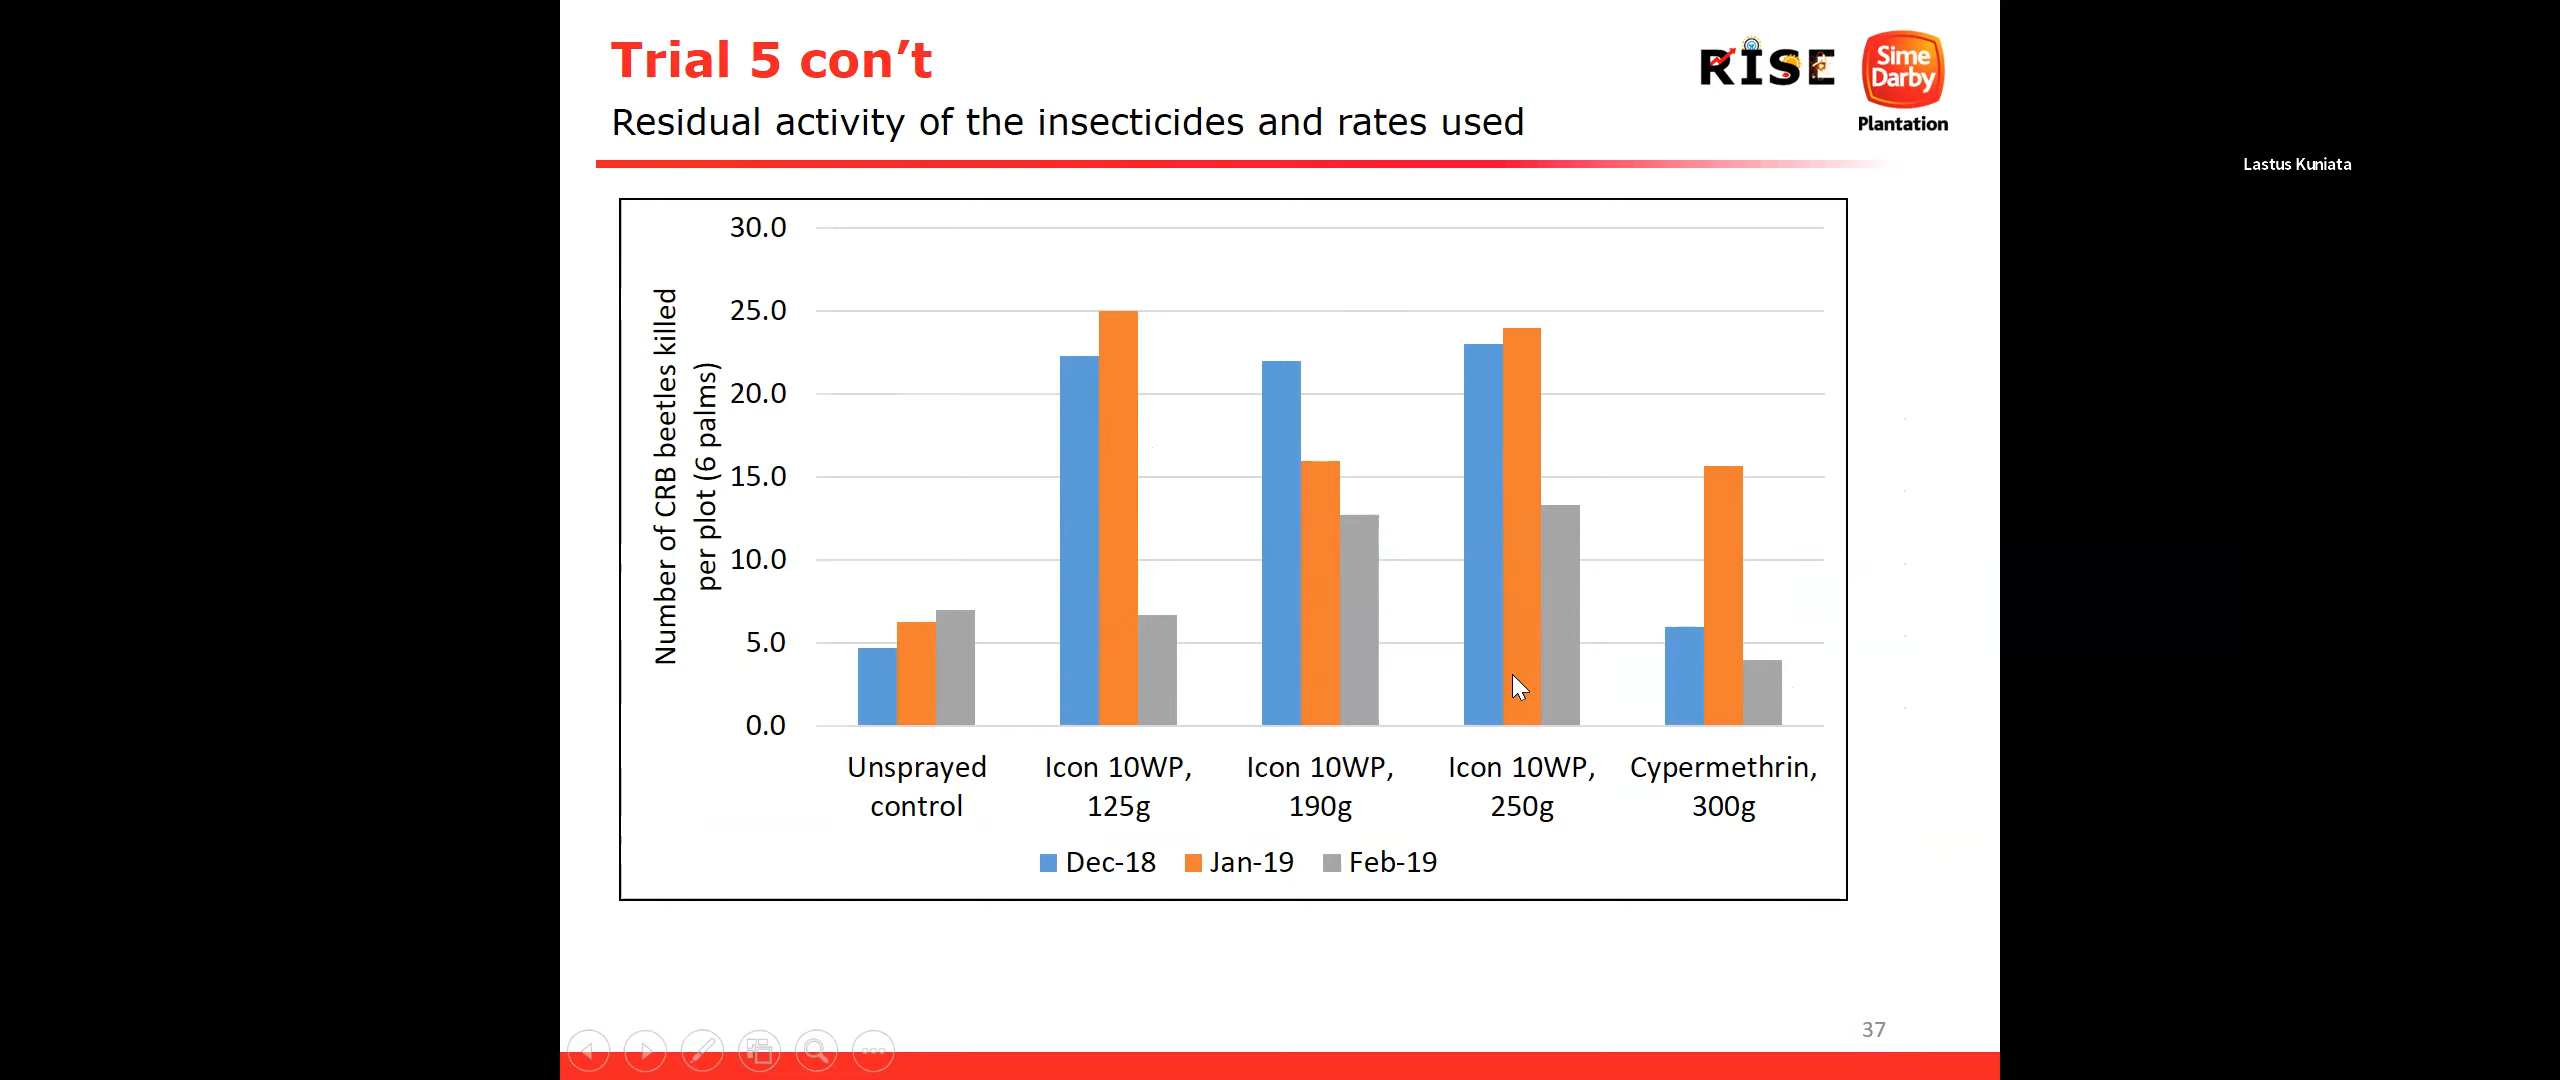 Trial 5 con’t
Residual activity of the insecticides and rates used
RISE
Sime
Darby
Plantation
Lastus Kuniata
Number of CRB beetles killed
per plot (6 palms)
30.0
25.0
20.0
15.0
10.0
5.0
0.0
Unsprayed
control
Icon 10WP,
125g
Icon 10WP,
190g
Icon 10WP,
250g
Cypermethrin,
300g
Dec-18 Jan-19 Feb-19
37